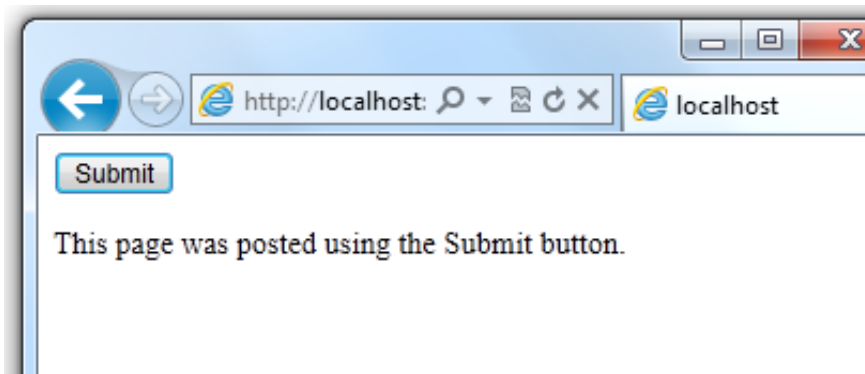 http://localhost:
localhost
Submit
This page was posted using the Submit button.